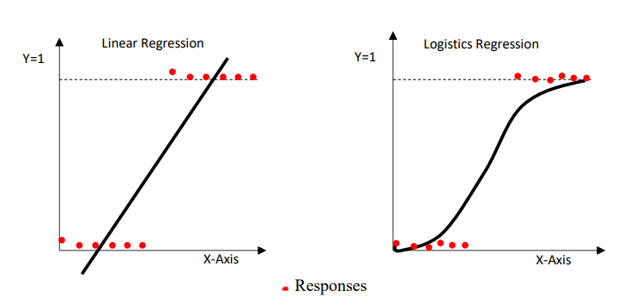 Linear Regression
Y=1
X-Axis
Logistics Regression
Y=1
X-Axis
Responses